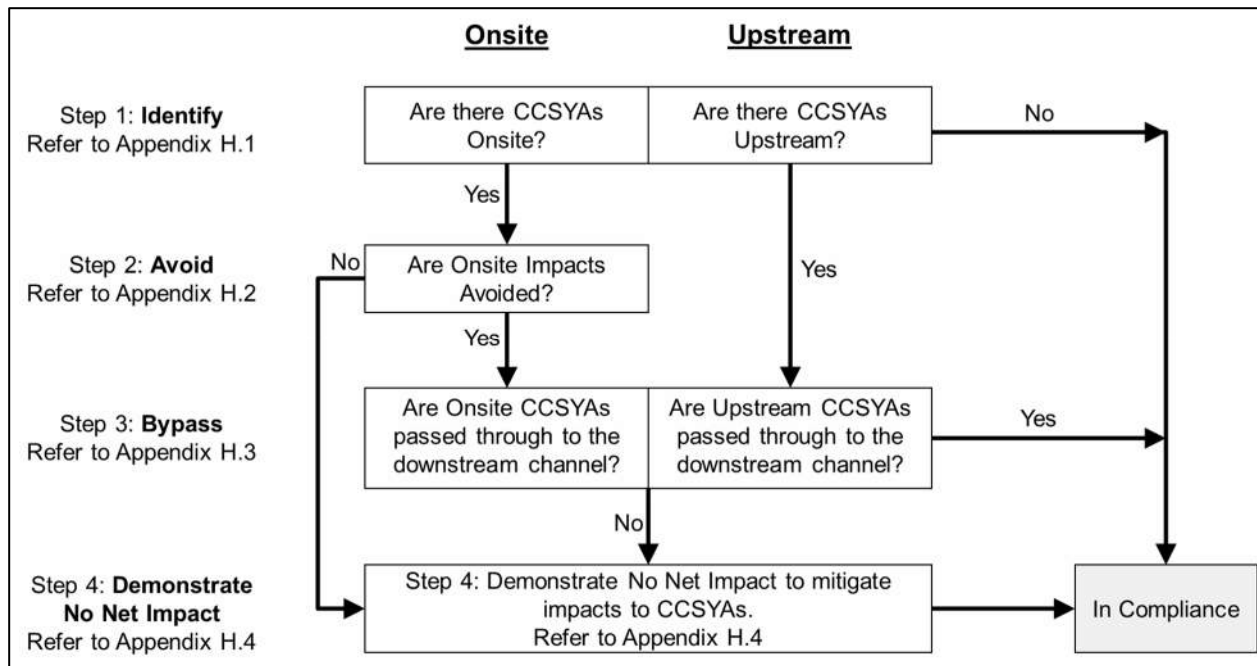 Onsite
Upstream
Step 1: Identify
Refer to Appendix H.1
Are there CCSYAs
Onsite?
Are there CCSYAs
Upstream?
No
Yes
Step 2: Avoid
Refer to Appendix H.2
No
Are Onsite Impacts
Avoided?
Yes
Yes
Step 3: Bypass
Refer to Appendix H.3
Are Onsite CCSYAs
passed through to the
downstream channel?
Are Upstream CCSYAs
passed through to the
downstream channel?
Yes
No
Step 4: Demonstrate
No Net Impact
Refer to Appendix H.4
Step 4: Demonstrate No Net Impact to mitigate
impacts to CCSYAs.
Refer to Appendix H.4
In Compliance